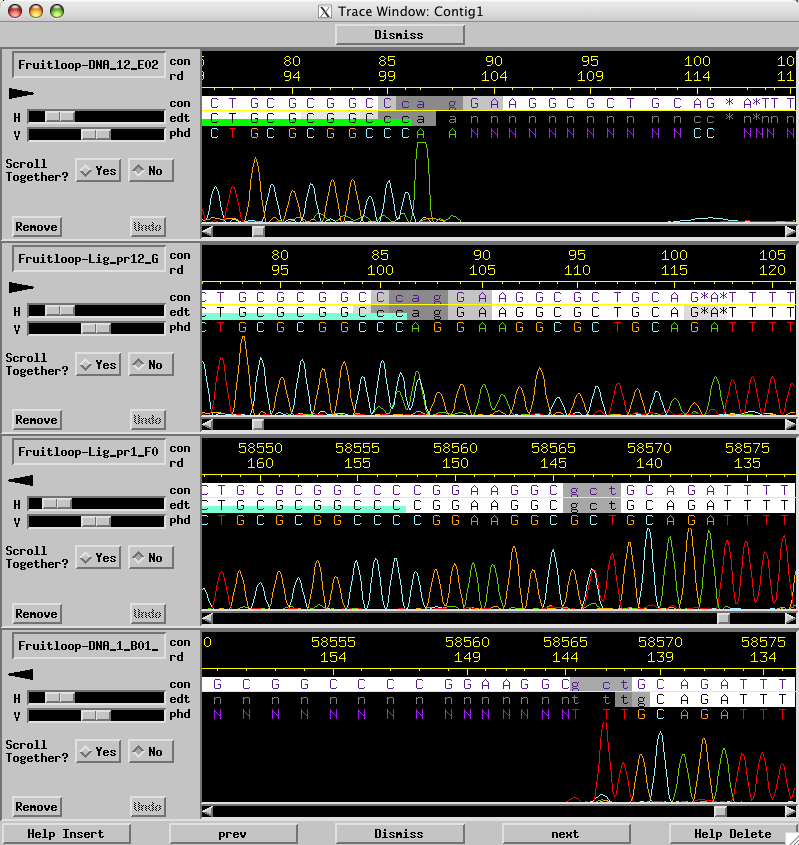 Trace Window: Contig1
Dismiss
Fruitloop-DNA_12_E02
con 80 85 90 95 100
rd 94 99 104 109 114
con C T G C G C G G C C c a g G A A G G C G C T G C A G * A * T T T
edt C T G C G C G G C c c a a n n n n n n n n n n c c * n * n n
phd C T C G C G G C C C A A N N N N N N N N N N C C N N N N
H
Y
Scroll Together? Yes No
Remove Undo
Fruitloop-Lig_pr12_G
con 80 85 90 95 100 105
rd 95 100 105 110 115 120
con C T G C G C G G C C c a g G A A G G C G C T G C A G * A * T T T T
edt C T G C G C G G C c c a g G A A G G C G C T G C A G * A * T T T T
phd C T G C G C G G C C C A G G A A G G C G C T G C A G A T T T T
H
Y
Scroll Together? Yes No
Remove Undo
Fruitloop-Lig_pr1_F0
con 58550 58555 58560 58565 58570 58575
rd 160 155 150 145 140 135
con C T G C G C G G C C C C G G A A G G C g c t G C A G A T T T T
edt C T G C G C G G C C C C G G A A G G C g c t G C A G A T T T T
phd C T G C G C G G C C C C G G A A G G C G C T G C A G A T T T T
H
Y
Scroll Together? Yes No
Remove Undo
Fruitloop-DNA_1_B01_
con 0 58555 58560 58565 58570 58575
rd 154 149 144 139 134
con G C G G C C C C G G A A G G C g c t G C A G A T T T
edt n n n n n n n n n n n n n n n t t t g C A G A T T T
phd N N N N N N N N N N N N N N N T T T G C A G A T T T
H
Y
Scroll Together? Yes No
Remove Undo
Help Insert prev Dismiss next Help Delete